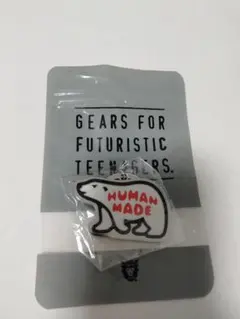 GEARS FOR
FUTURISTIC
TEENAGERS.
HUMAN
MADE